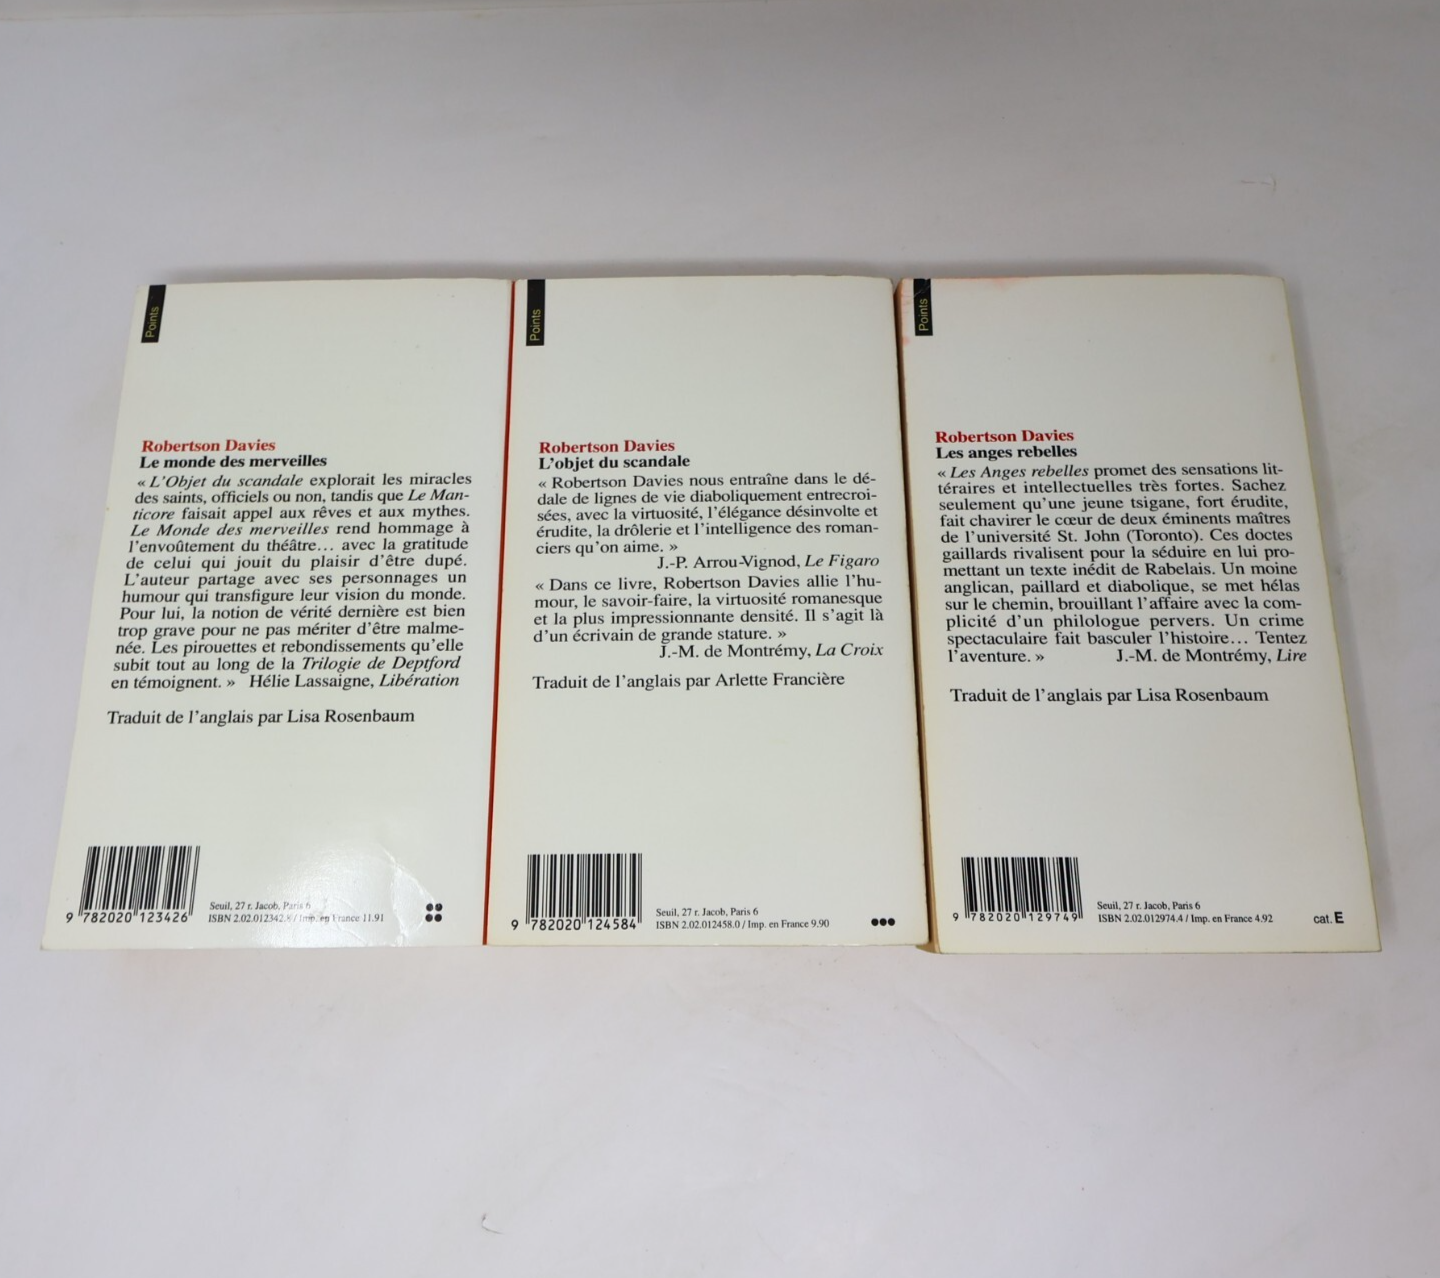 Points
Robertson Davies
Le monde des merveilles
« L'Objet du scandale explorait les miracles
des saints, officiels ou non, tandis que Le Man-
ticore faisait appel aux rêves et aux mythes.
Le Monde des merveilles rend hommage à
l'envoûtement du théâtre... avec la gratitude
de celui qui jouit du plaisir d'être dupé.
L'auteur partage avec ses personnages un
humour qui transfigure leur vision du monde.
Pour lui, la notion de vérité dernière est bien
trop grave pour ne pas mériter d'être malme-
née. Les pirouettes et rebondissements qu'elle
subit tout au long de la Trilogie de Deptford
en témoignent. » Hélie Lassaigne, Libération
Traduit de l'anglais par Lisa Rosenbaum
9 782020 123426
Seuil, 27 r. Jacob, Paris 6
ISBN 2.02.012342.8 / Imp. en France 11.91
Points
Robertson Davies
L'objet du scandale
« Robertson Davies nous entraîne dans le dé-
dale de lignes de vie diaboliquement entrecroi-
sées, avec la virtuosité, l'élégance désinvolte et
érudite, la drôlerie et l'intelligence des roman-
ciers qu'on aime. »
J.-P. Arrou-Vignod, Le Figaro
« Dans ce livre, Robertson Davies allie l'hu-
mour, le savoir-faire, la virtuosité romanesque
et la plus impressionnante densité. Il s'agit là
d'un écrivain de grande stature. »
J.-M. de Montrémy, La Croix
Traduit de l'anglais par Arlette Francière
9 782020 124584
Seuil, 27 r. Jacob, Paris 6
ISBN 2.02.012458.0 / Imp. en France 9.90
Points
Robertson Davies
Les anges rebelles
« Les Anges rebelles promet des sensations lit-
téraires et intellectuelles très fortes. Sachez
seulement qu'une jeune tsigane, fort érudite,
fait chavirer le cœur de deux éminents maîtres
de l'université St. John (Toronto). Ces doctes
gaillards rivalisent pour la séduire en lui pro-
mettant un texte inédit de Rabelais. Un moine
anglican, paillard et diabolique, se met hélas
sur le chemin, brouillant l'affaire avec la com-
plicité d'un philologue pervers. Un crime
spectaculaire fait basculer l'histoire... Tentez
l'aventure. » J.-M. de Montrémy, Lire
Traduit de l'anglais par Lisa Rosenbaum
9 782020 129749
Seuil, 27 r. Jacob, Paris 6
ISBN 2.02.012974.4 / Imp. en France 4.92
cat. E